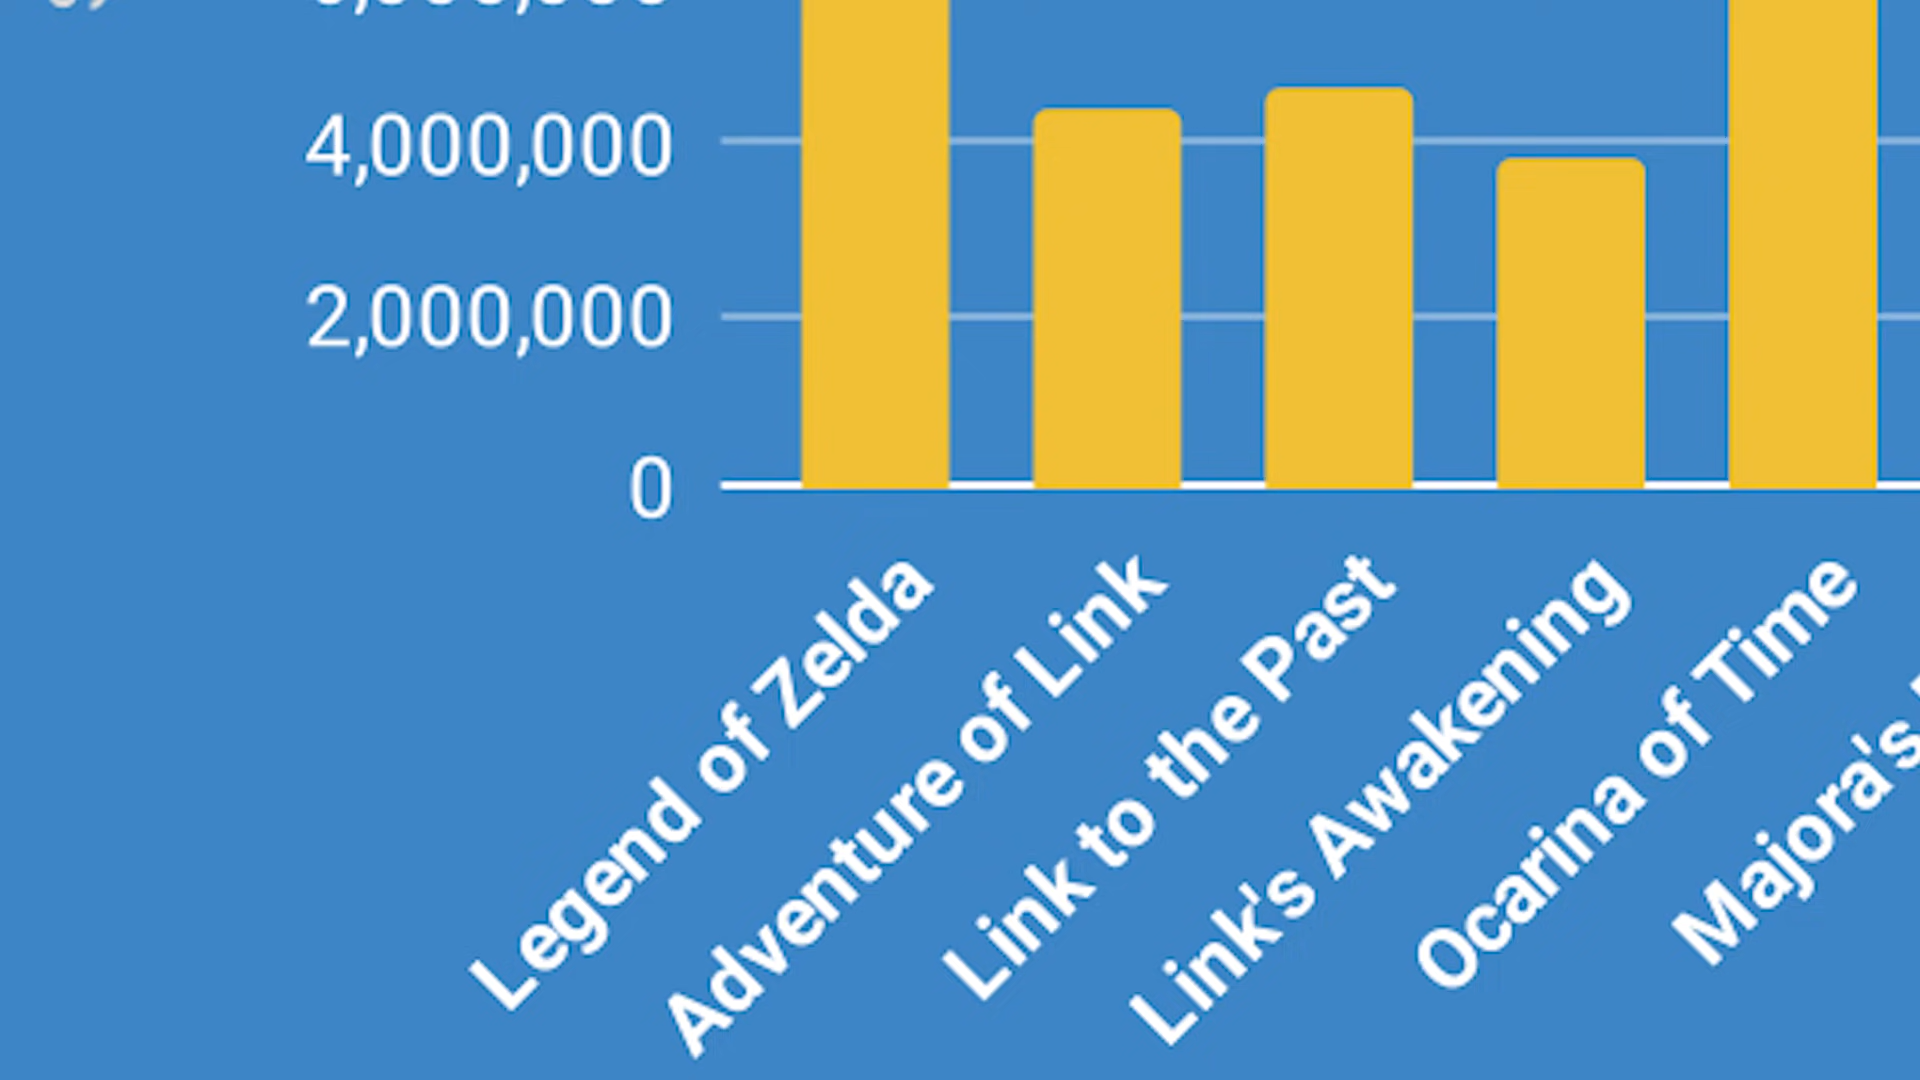 4,000,000
2,000,000
0
Legend of Zelda
Adventure of Link
Link to the Past
Link's Awakening
Ocarina of Time
Majora's